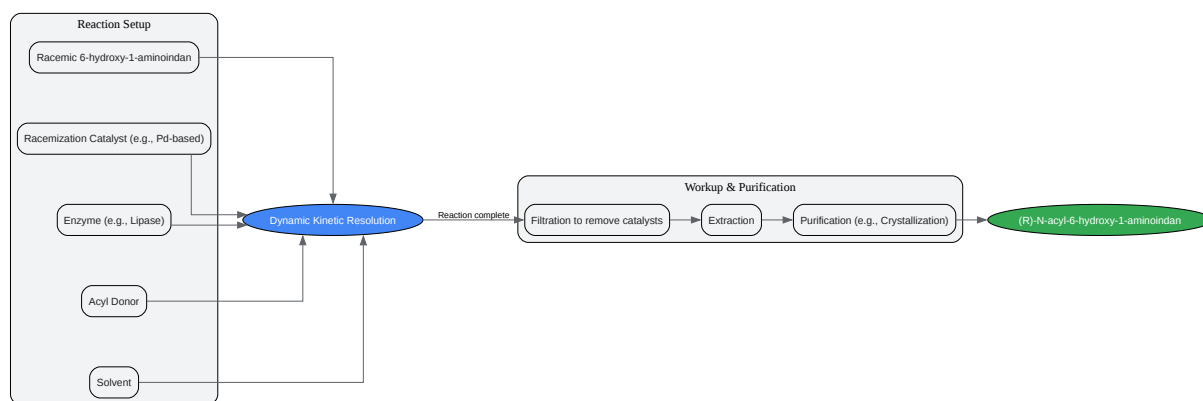 Reaction Setup
Racemic 6-hydroxy-1-aminoindan
Racemization Catalyst (e.g., Pd-based)
Enzyme (e.g., Lipase)
Acyl Donor
Solvent
Dynamic Kinetic Resolution
Reaction complete
Workup & Purification
Filtration to remove catalysts
Extraction
Purification (e.g., Crystallization)
(R)-N-acyl-6-hydroxy-1-aminoindan